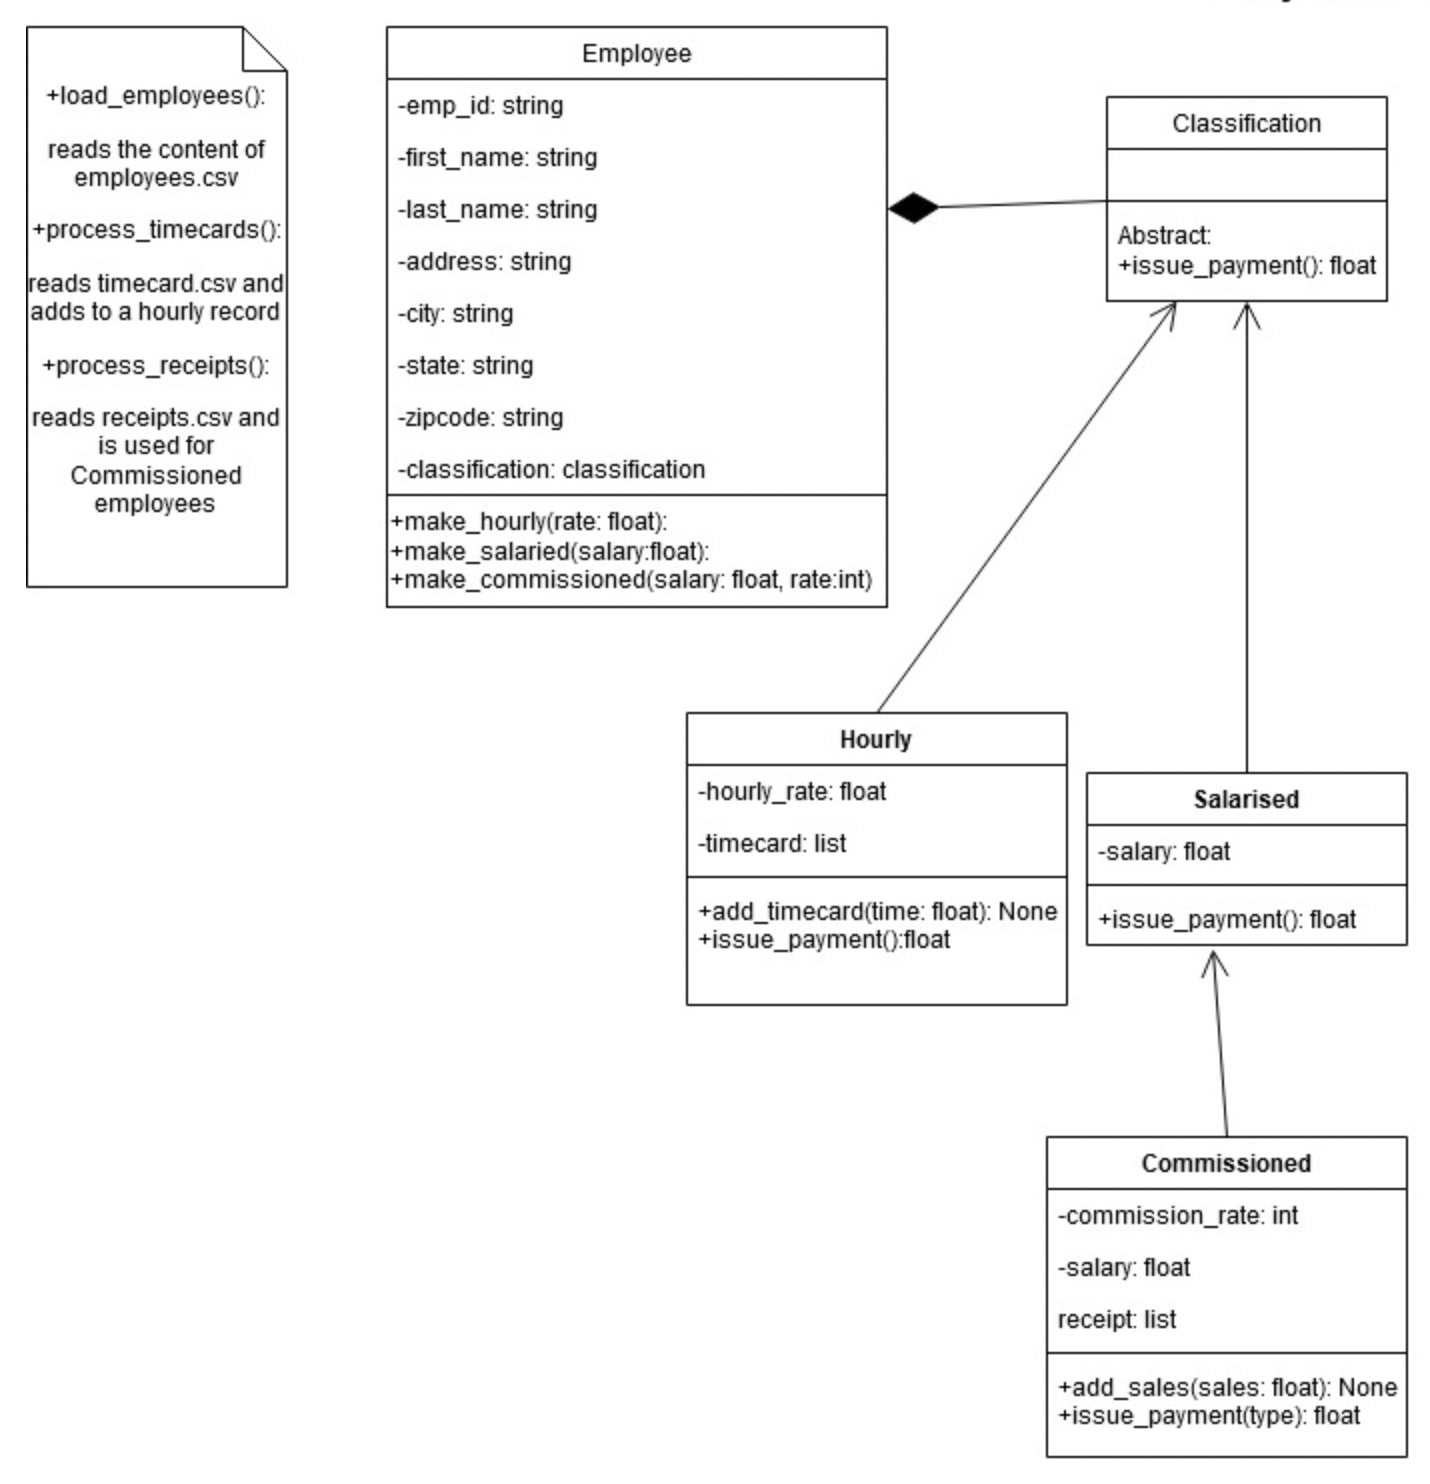 +load_employees():
reads the content of
employees.csv
+process_timecards():
reads timecard.csv and
adds to a hourly record
+process_receipts():
reads receipts.csv and
is used for
Commissioned
employees
Employee
-emp_id: string
-first_name: string
-last_name: string
-address: string
-city: string
-state: string
-zipcode: string
-classification: classification
+make_hourly(rate: float):
+make_salaried(salary:float):
+make_commissioned(salary: float, rate:int)
Classification
Abstract:
+issue_payment(): float
Hourly
-hourly_rate: float
-timecard: list
+add_timecard(time: float): None
+issue_payment():float
Salarised
-salary: float
+issue_payment(): float
Commissioned
-commission_rate: int
-salary: float
receipt: list
+add_sales(sales: float): None
+issue_payment(type): float